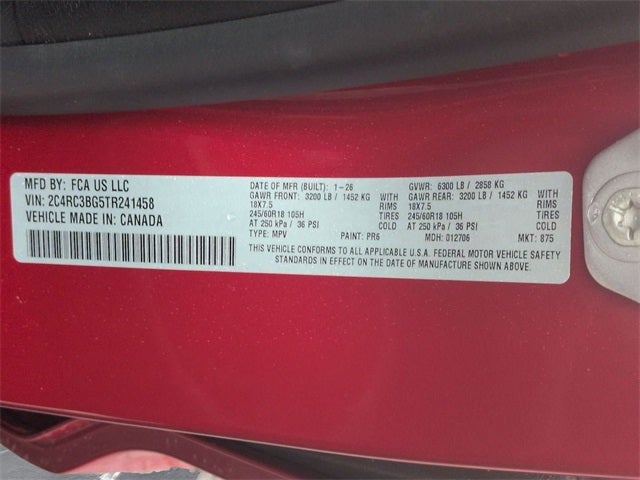 MFD BY: FCA US LLC
VIN: 2C4RC3BG5TR241458
VEHICLE MADE IN: CANADA
DATE OF MFR (BUILT): 1-26 GVWR: 6300 LB / 2858 KG
GAWR FRONT: 3200 LB / 1452 KG WITH GAWR REAR: 3200 LB / 1452 KG WITH
18X7.5 RIMS 18X7.5 RIMS
245/60R18 105H TIRES 245/60R18 105H TIRES
AT 250 kPa / 36 PSI COLD AT 250 kPa / 36 PSI COLD
TYPE: MPV PAINT: PR6 MDH: 012706 MKT: 875
THIS VEHICLE CONFORMS TO ALL APPLICABLE U.S.A. FEDERAL MOTOR VEHICLE SAFETY
STANDARDS IN EFFECT ON THE DATE OF MANUFACTURE SHOWN ABOVE.